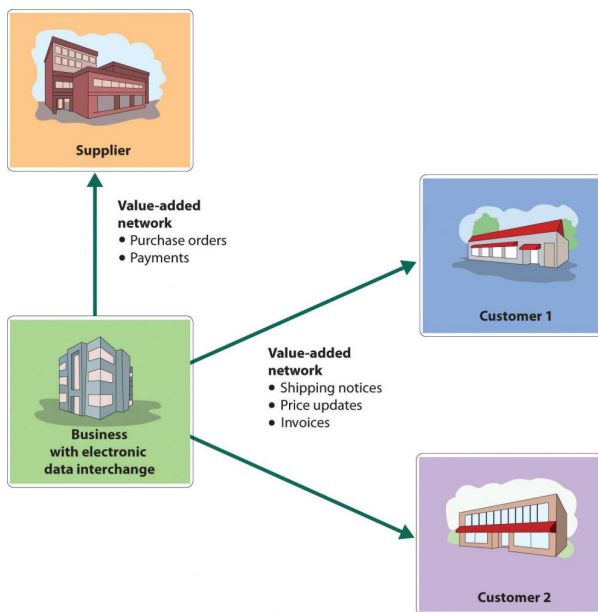 Supplier
Value-added
network
• Purchase orders
• Payments
Customer 1
Business
with electronic
data interchange
Value-added
network
• Shipping notices
• Price updates
• Invoices
Customer 2